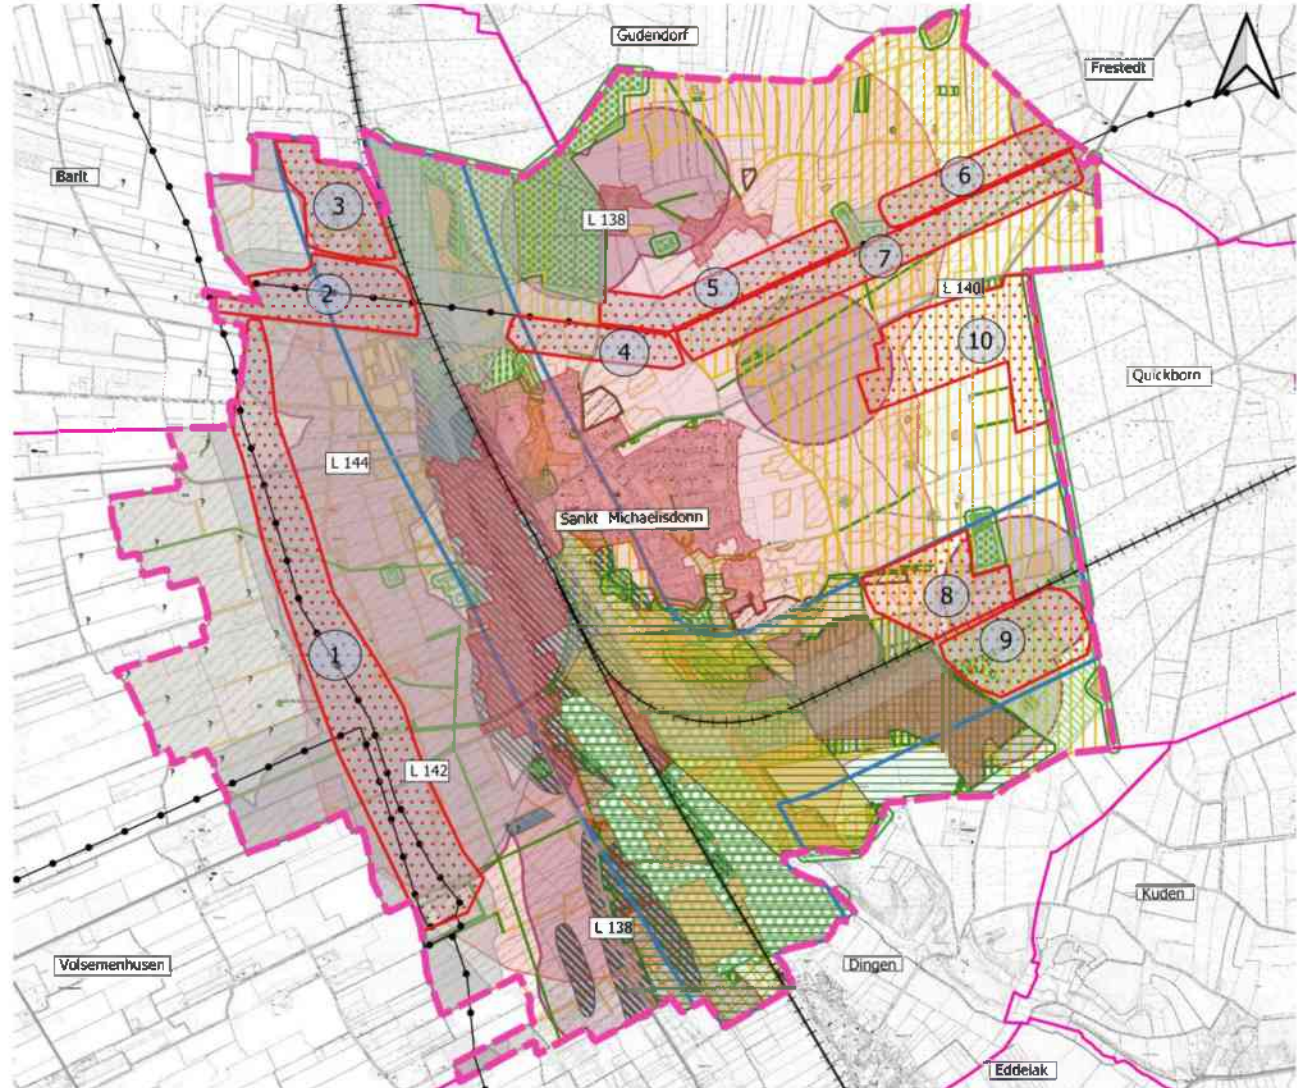 Gudendorf
Frestedt
Barlt
6
3
L 138
7
5
2
L 140
10
4
Quickborn
L 144
Sankt Michaelisdonn
8
9
1
L 142
Kuden
L 138
Volsemenhusen
Dingen
Eddelak